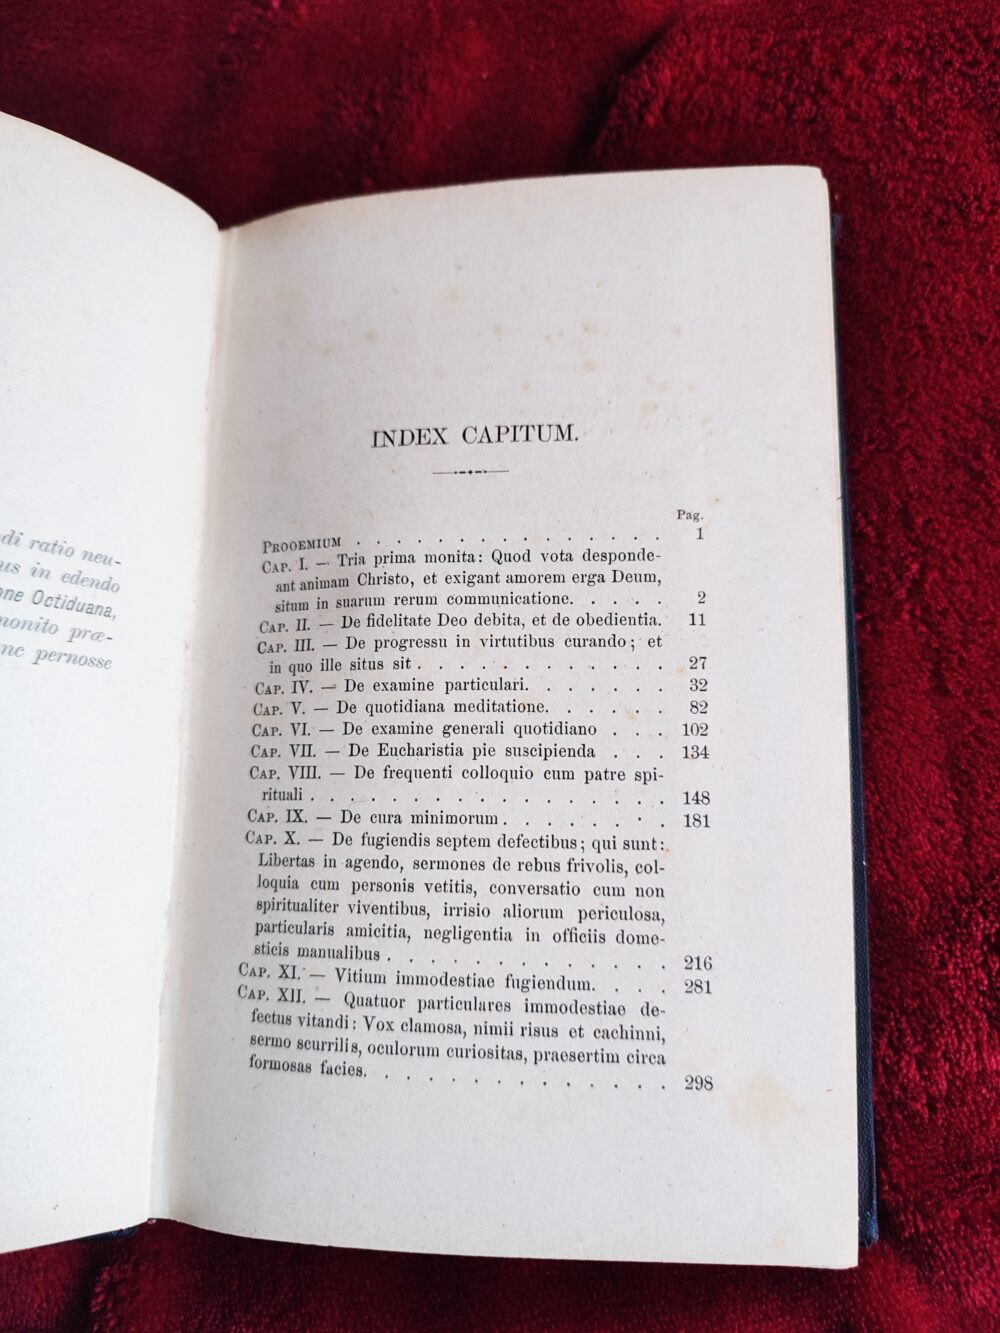 di ratio neu-
us in edendo
one Octiduana,
monito præ-
nc pernosse
INDEX CAPITUM.
Pag.
PROOEMIUM . . . . . . . . . . . . . . . 1
CAP. I. — Tria prima monita: Quod vota desponde-
ant animam Christo, et exigant amorem erga Deum,
situm in suarum rerum communicatione. . . . . 2
CAP. II. — De fidelitate Deo debita, et de obedientia. 11
CAP. III. — De progressu in virtutibus curando; et
in quo ille situs sit . . . . . . . . . . . . 27
CAP. IV. — De examine particulari. . . . . . . 32
CAP. V. — De quotidiana meditatione. . . . . . 82
CAP. VI. — De examine generali quotidiano . . . 102
CAP. VII. — De Eucharistia pie suscipienda . . . 134
CAP. VIII. — De frequenti colloquio cum patre spi-
rituali . . . . . . . . . . . . . . . . . 148
CAP. IX. — De cura minimorum . . . . . . . . 181
CAP. X. — De fugiendis septem defectibus; qui sunt:
Libertas in agendo, sermones de rebus frivolis, col-
loquia cum personis vetitis, conversatio cum non
spiritualiter viventibus, irrisio aliorum periculosa,
particularis amicitia, negligentia in officiis dome-
sticis manualibus . . . . . . . . . . . . . 216
CAP. XI. — Vitium immodestiae fugiendum. . . . 281
CAP. XII. — Quatuor particulares immodestiae de-
fectus vitandi: Vox clamosa, nimii risus et cachinni,
sermo scurrilis, oculorum curiositas, praesertim circa
formosas facies. . . . . . . . . . . . . . 298